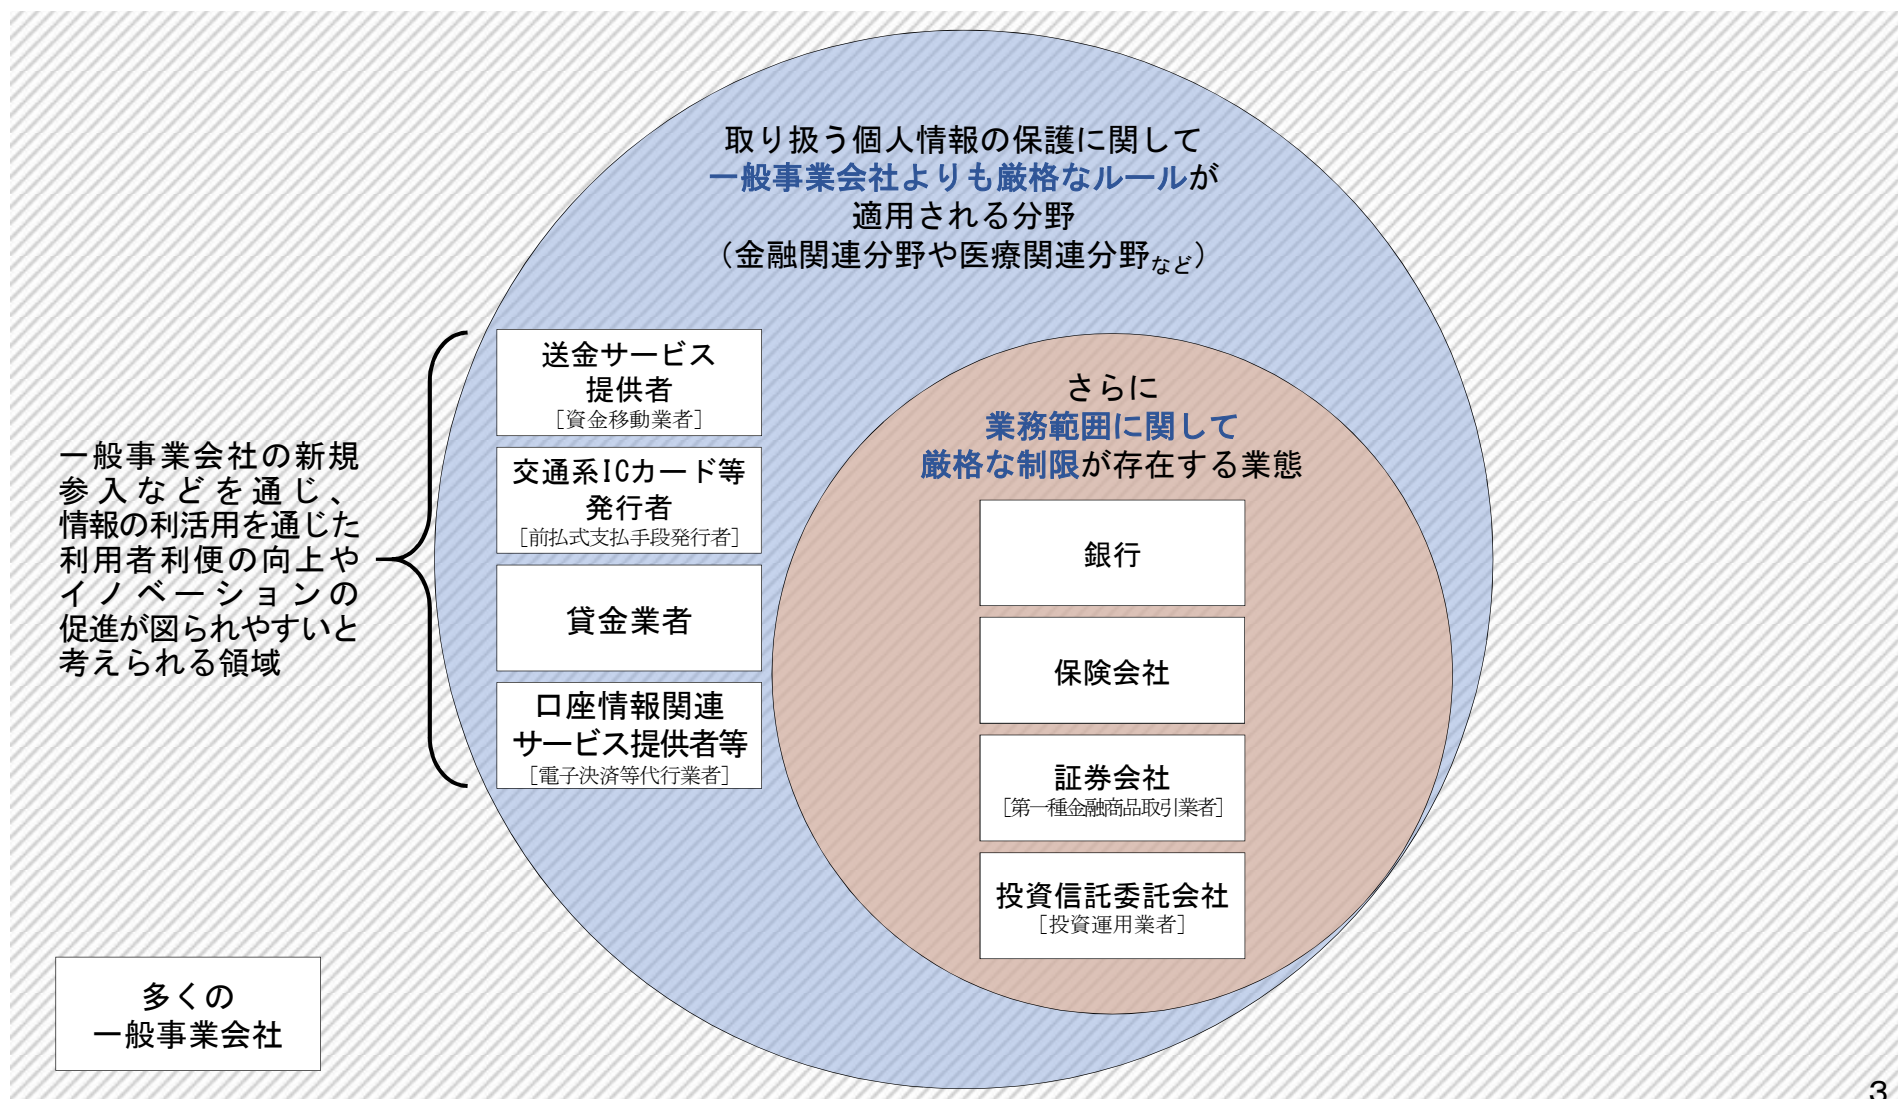 取り扱う個人情報の保護に関して
一般事業会社よりも厳格なルールが
適用される分野
（金融関連分野や医療関連分野など）
一般事業会社の新規
参入などを通じ、
情報の利活用を通じた
利用者利便の向上や
イノベーションの
促進が図られやすいと
考えられる領域
送金サービス
提供者
［資金移動業者］
交通系ICカード等
発行者
［前払式支払手段発行者］
貸金業者
口座情報関連
サービス提供者等
［電子決済等代行業者］
さらに
業務範囲に関して
厳格な制限が存在する業態
銀行
保険会社
証券会社
［第一種金融商品取引業者］
投資信託委託会社
［投資運用業者］
多くの
一般事業会社
3